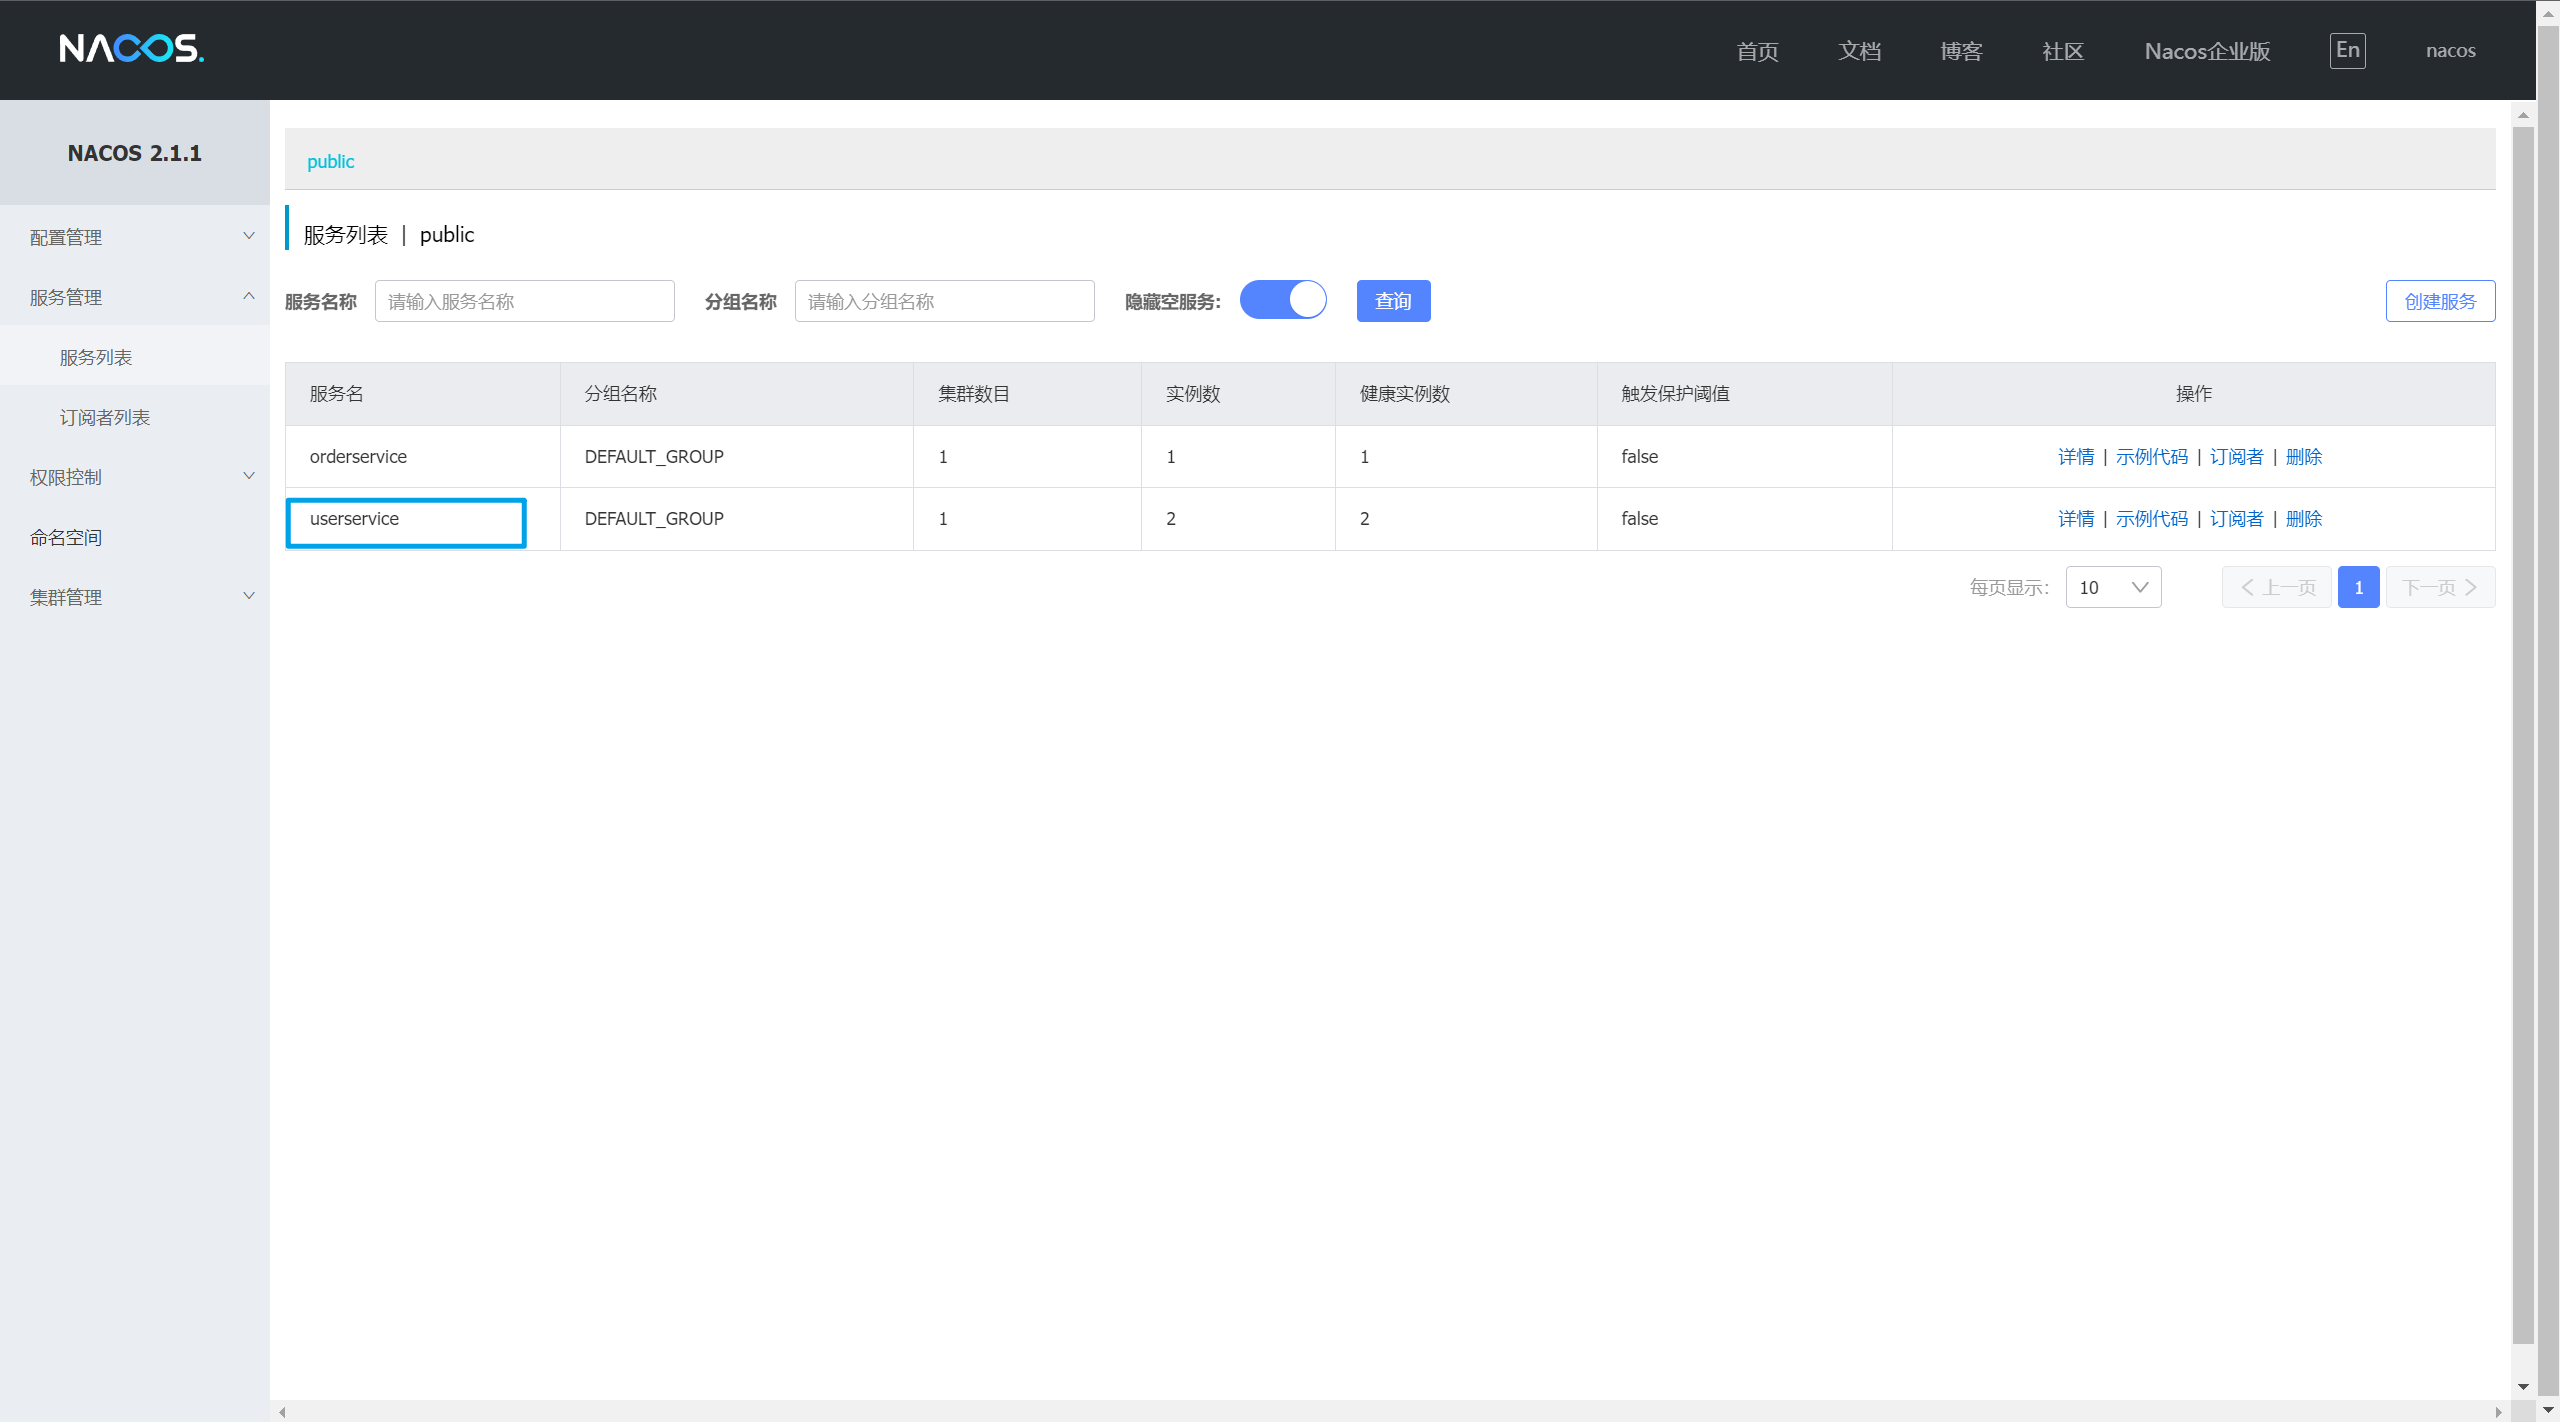 NACOS.
首页 文档 博客 社区 Nacos企业版 En nacos
NACOS 2.1.1
配置管理
服务管理
服务列表
订阅者列表
权限控制
命名空间
集群管理
public
服务列表 | public
服务名称 请输入服务名称 分组名称 请输入分组名称 隐藏空服务: 查询 创建服务
服务名 分组名称 集群数目 实例数 健康实例数 触发保护阈值 操作
orderservice DEFAULT_GROUP 1 1 1 false 详情 | 示例代码 | 订阅者 | 删除
userservice DEFAULT_GROUP 1 2 2 false 详情 | 示例代码 | 订阅者 | 删除
每页显示: 10 上一页 1 下一页